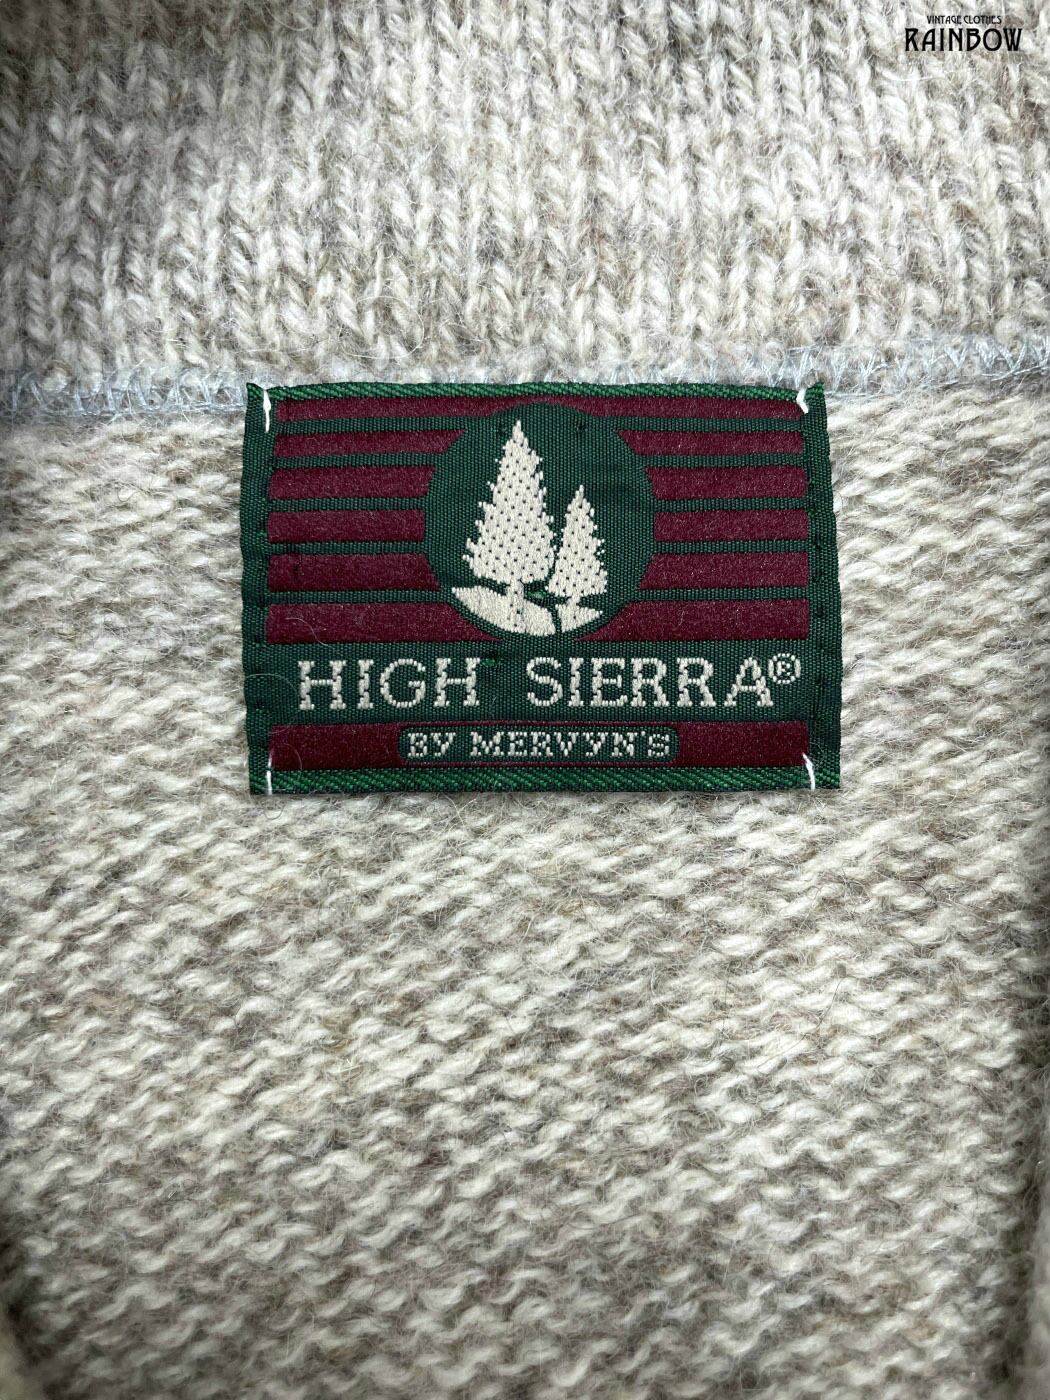 VINTAGE CLOTHES
RAINBOW
HIGH SIERRA®
BY MERVYN'S